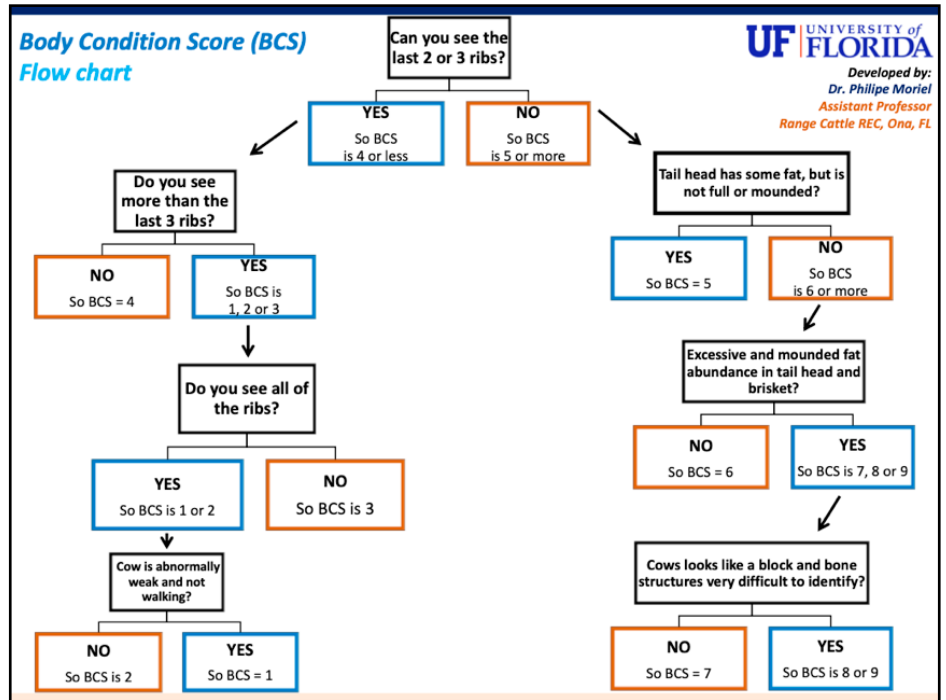 Body Condition Score (BCS)
Flow chart
UF UNIVERSITY of
FLORIDA
Developed by:
Dr. Philipe Moriel
Assistant Professor
Range Cattle REC, Ona, FL
Can you see the
last 2 or 3 ribs?
YES
So BCS
is 4 or less
NO
So BCS
is 5 or more
Do you see
more than the
last 3 ribs?
NO
So BCS = 4
YES
So BCS is
1, 2 or 3
Do you see all of
the ribs?
YES
So BCS is 1 or 2
NO
So BCS is 3
Cow is abnormally
weak and not
walking?
NO
So BCS is 2
YES
So BCS = 1
Tail head has some fat, but is
not full or mounded?
YES
So BCS = 5
NO
So BCS
is 6 or more
Excessive and mounded fat
abundance in tail head and
brisket?
NO
So BCS = 6
YES
So BCS is 7, 8 or 9
Cows looks like a block and bone
structures very difficult to identify?
NO
So BCS = 7
YES
So BCS is 8 or 9